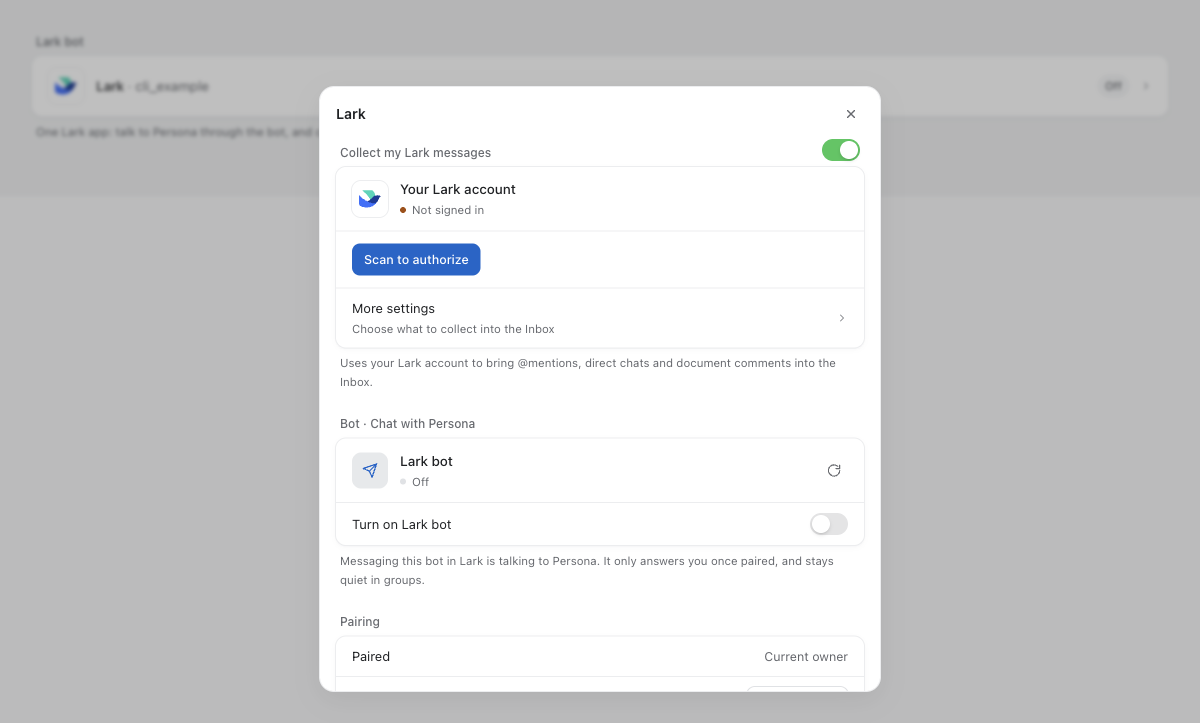 Lark bot
Lark · cli_example
Off
One Lark app: talk to Persona through the bot, and
Lark
Collect my Lark messages
Your Lark account
Not signed in
Scan to authorize
More settings
Choose what to collect into the Inbox
Uses your Lark account to bring @mentions, direct chats and document comments into the
Inbox.
Bot · Chat with Persona
Lark bot
Off
Turn on Lark bot
Messaging this bot in Lark is talking to Persona. It only answers you once paired, and stays
quiet in groups.
Pairing
Paired
Current owner